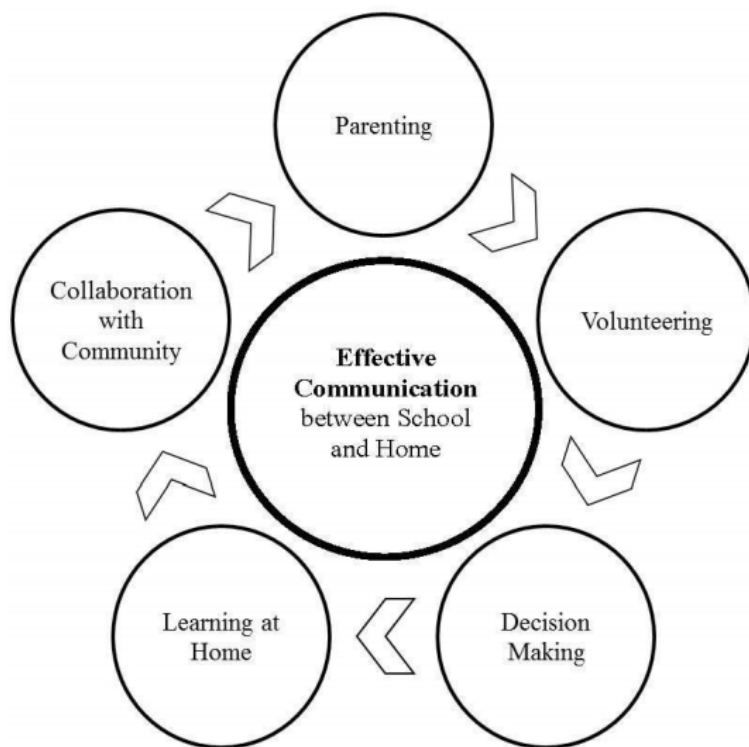 Parenting
Volunteering
Decision
Making
Learning at
Home
Collaboration
with
Community
Effective
Communication
between School
and Home